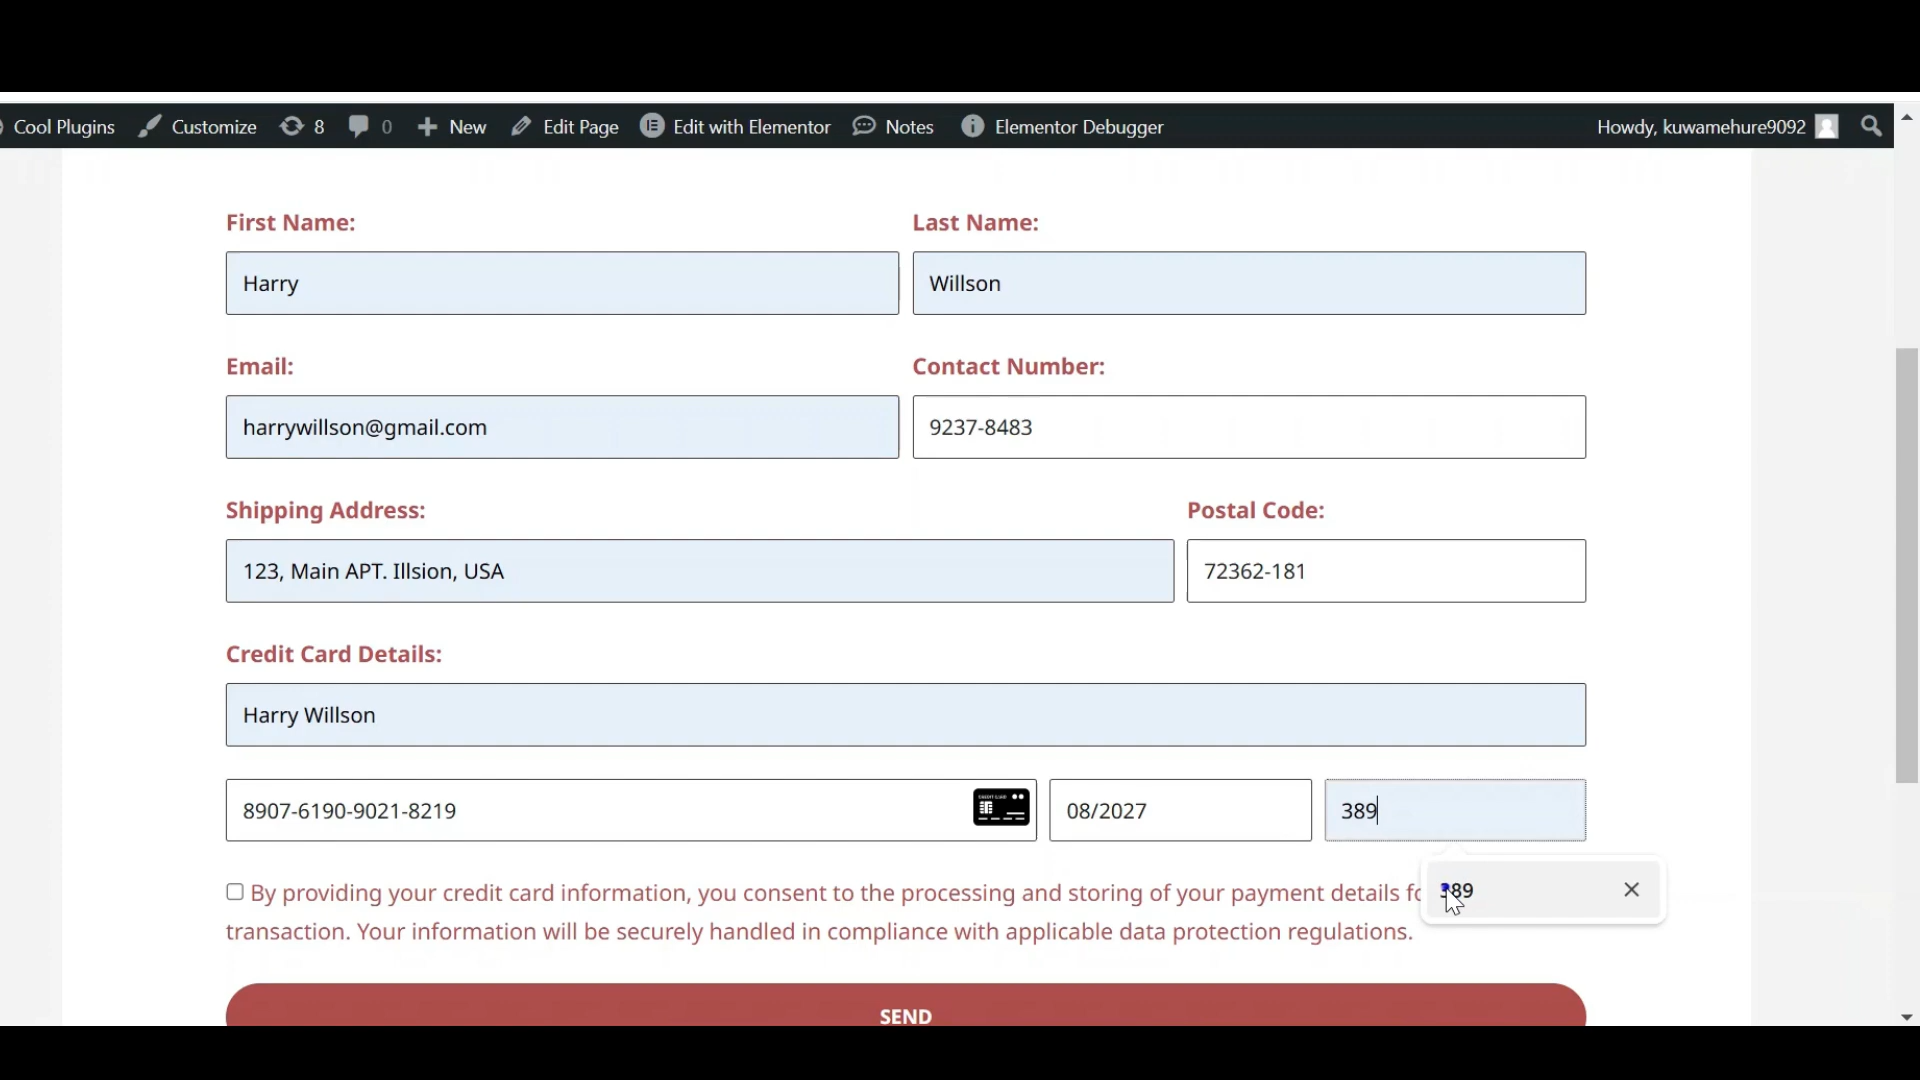 Cool Plugins Customize 8 0 + New Edit Page Edit with Elementor Notes Elementor Debugger Howdy, kuwamehure9092
First Name: Last Name:
Harry Willson
Email: Contact Number:
harrywillson@gmail.com 9237-8483
Shipping Address: Postal Code:
123, Main APT. Illsion, USA 72362-181
Credit Card Details:
Harry Willson
8907-6190-9021-8219 08/2027 389
By providing your credit card information, you consent to the processing and storing of your payment details 389
transaction. Your information will be securely handled in compliance with applicable data protection regulations.
SEND